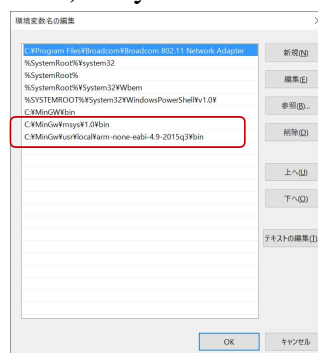 環境変数名の編集
C:¥Program Files¥Broadcom¥Broadcom 802.11 Network Adapter
%SystemRoot%¥system32
%SystemRoot%
%SystemRoot%¥System32¥Wbem
%SYSTEMROOT%¥System32¥WindowsPowerShell¥v1.0¥
C:¥MinGW¥bin
C:¥MinGw¥msys¥1.0¥bin
C:¥MinGw¥usr¥local¥arm-none-eabi-4.9-2015q3¥bin
新規(N)
編集(E)
参照(B)...
削除(D)
上へ(U)
下へ(O)
テキストの編集(T)
OK
キャンセル